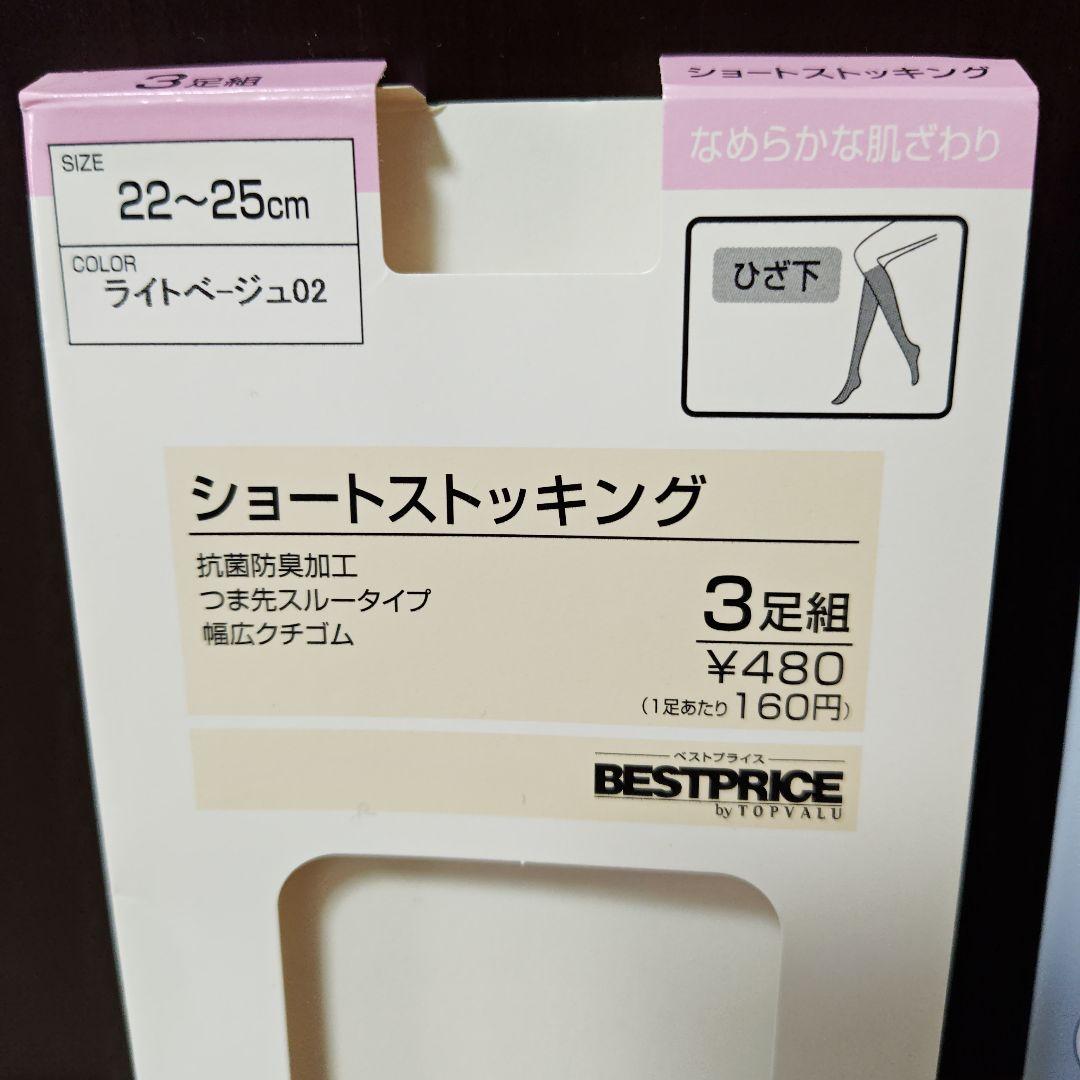 3足組
ショートストッキング
なめらかな肌ざわり
SIZE
22〜25cm
COLOR
ライトベージュ02
ひざ下
ショートストッキング
抗菌防臭加工
つま先スルータイプ
幅広クチゴム
3足組
¥480
(1足あたり160円)
ベストプライス
BESTPRICE
by TOPVALU